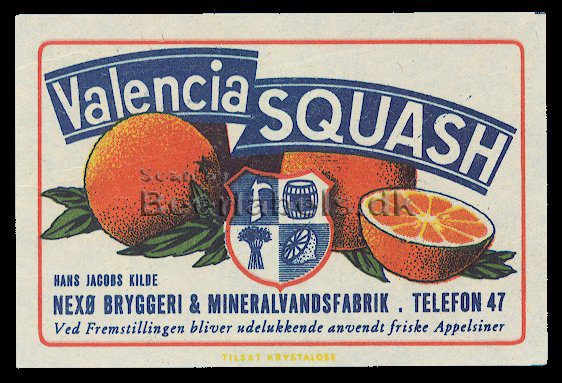 Valencia
SQUASH
Scan by
Beerlabels.dk
HANS JACOBS KILDE
NEXØ BRYGGERI & MINERALVANDSFABRIK . TELEFON 47
Ved Fremstillingen bliver udelukkende anvendt friske Appelsiner
TILSAT KRYSTALOSE